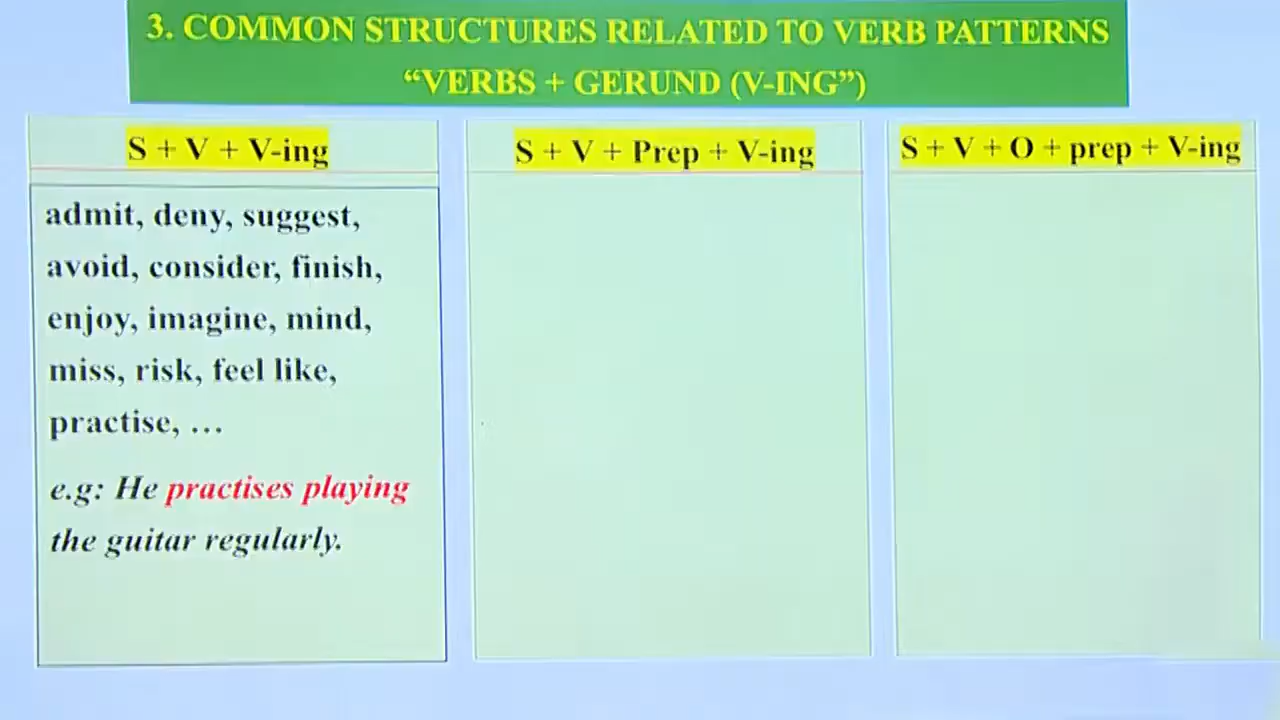 3. COMMON STRUCTURES RELATED TO VERB PATTERNS
“VERBS + GERUND (V-ING”)
S + V + V-ing
admit, deny, suggest,
avoid, consider, finish,
enjoy, imagine, mind,
miss, risk, feel like,
practise, …
e.g: He practises playing
the guitar regularly.
S + V + Prep + V-ing
S + V + O + prep + V-ing